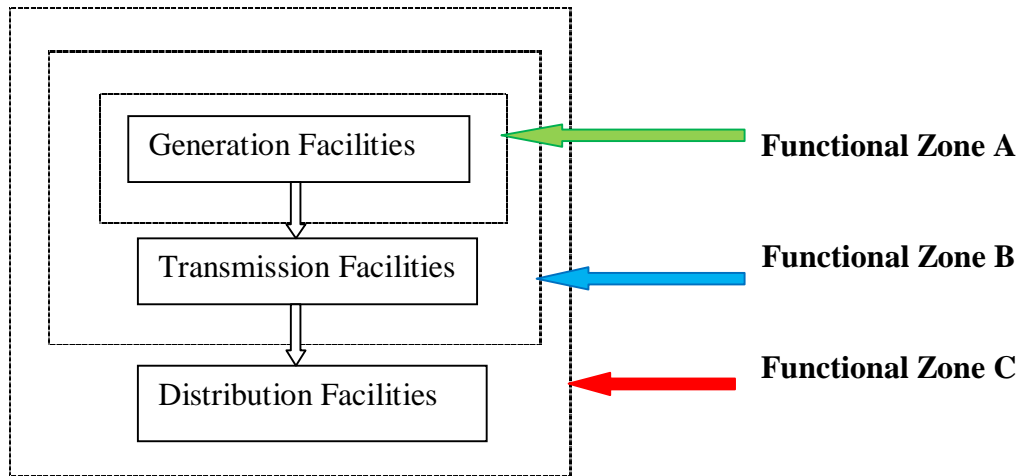 Generation Facilities
Functional Zone A
Transmission Facilities
Functional Zone B
Distribution Facilities
Functional Zone C